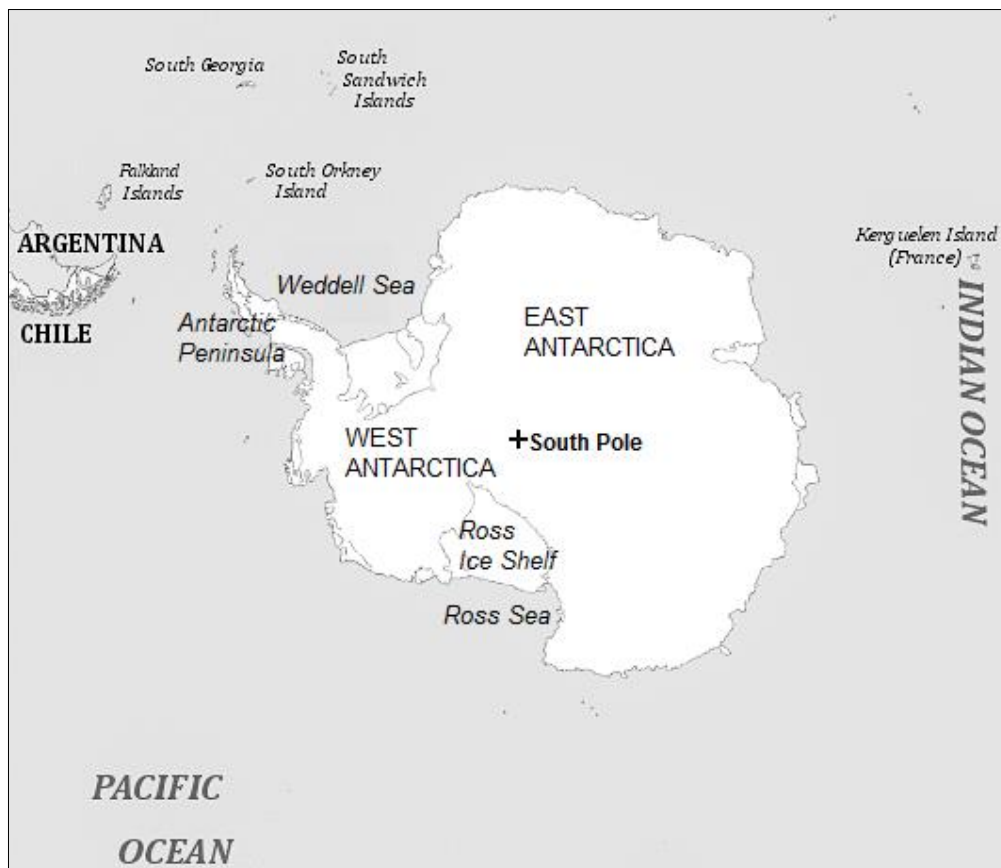 South Georgia
South
Sandwich
Islands
Falkland
Islands
South Orkney
Island
ARGENTINA
CHILE
Kerguelen Island
(France)
Weddell Sea
Antarctic
Peninsula
EAST
ANTARCTICA
INDIAN OCEAN
WEST
ANTARCTICA
South Pole
Ross
Ice Shelf
Ross Sea
PACIFIC
OCEAN